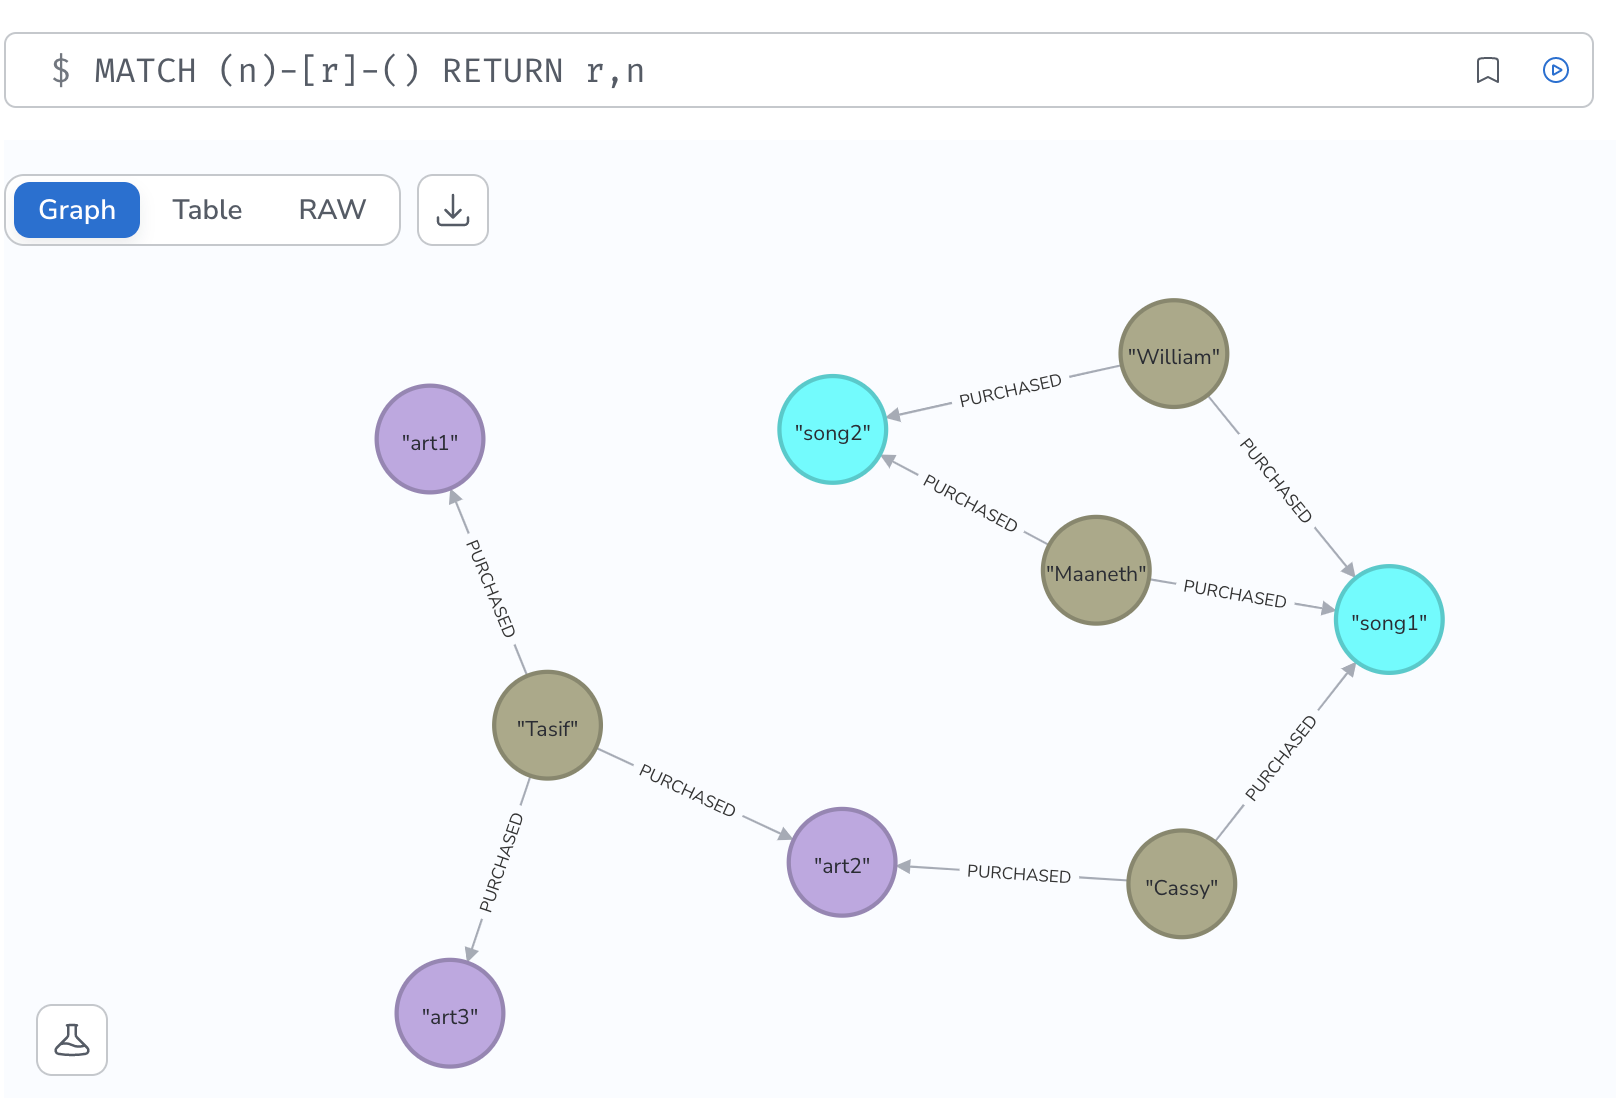 $ MATCH (n)-[r]-() RETURN r,n
Graph Table RAW
"William"
PURCHASED
"song2"
"art1"
PURCHASED
PURCHASED
"Maaneth"
PURCHASED
"song1"
PURCHASED
"Tasif"
PURCHASED
PURCHASED
PURCHASED
"art2"
PURCHASED
"Cassy"
"art3"